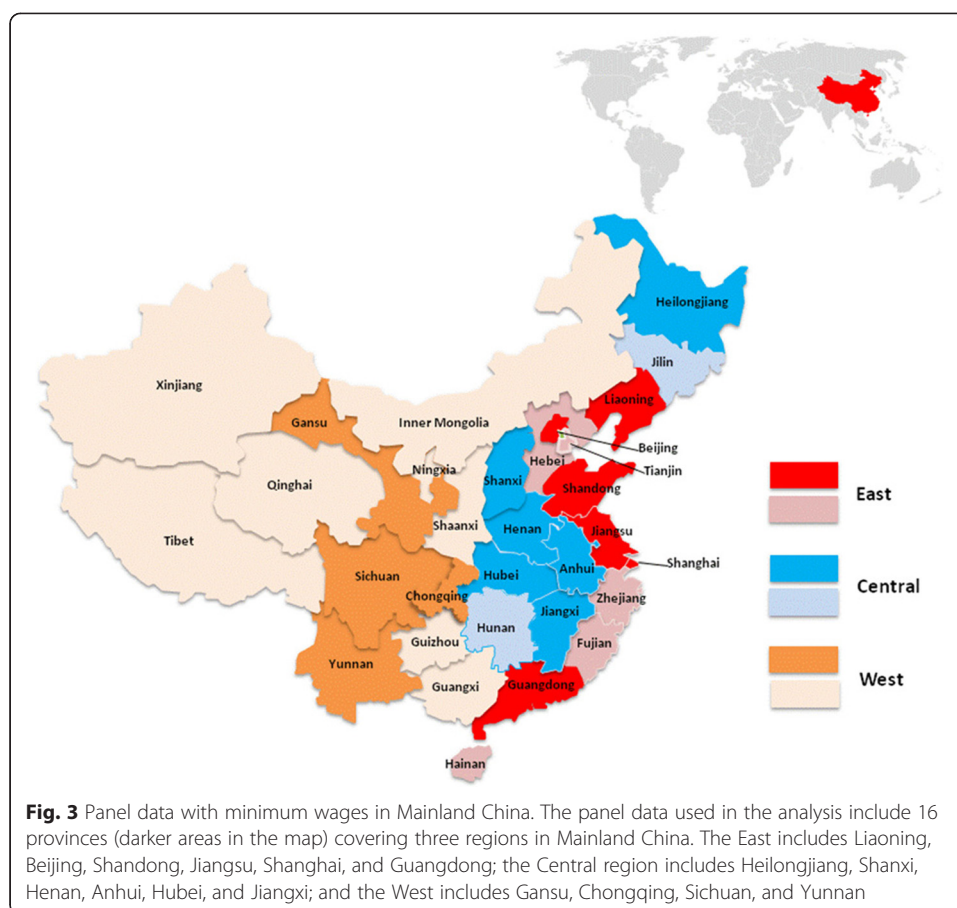 Heilongjiang
Jilin
Xinjiang
Liaoning
Gansu
Inner Mongolia
Beijing
Hebei
Tianjin
Ningxia
Shanxi
Qinghai
Shandong
East
Shaanxi
Henan
Jiangsu
Tibet
Shanghai
Anhui
Sichuan
Hubei
Central
Chongqing
Zhejiang
Jiangxi
Hunan
Guizhou
Fujian
Yunnan
Guangxi
Guangdong
West
Hainan
Fig. 3 Panel data with minimum wages in Mainland China. The panel data used in the analysis include 16
provinces (darker areas in the map) covering three regions in Mainland China. The East includes Liaoning,
Beijing, Shandong, Jiangsu, Shanghai, and Guangdong; the Central region includes Heilongjiang, Shanxi,
Henan, Anhui, Hubei, and Jiangxi; and the West includes Gansu, Chongqing, Sichuan, and Yunnan